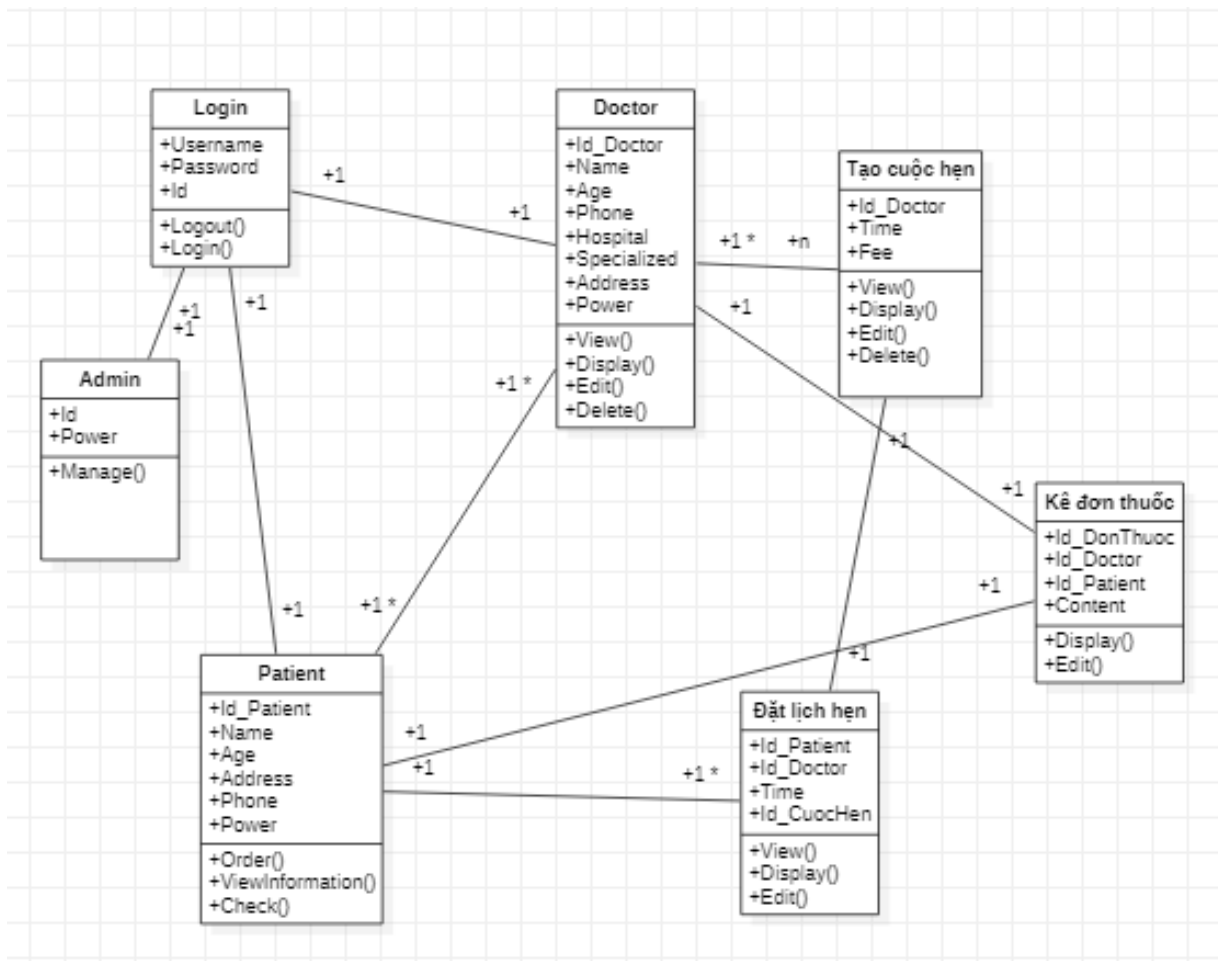 Login
+Username
+Password
+Id
+Logout()
+Login()
Doctor
+Id_Doctor
+Name
+Age
+Phone
+Hospital
+Specialized
+Address
+Power
+View()
+Display()
+Edit()
+Delete()
Tạo cuộc hẹn
+Id_Doctor
+Time
+Fee
+View()
+Display()
+Edit()
+Delete()
+1
+1
+1 *
+n
+1
+1
+1
+1
+1 *
+1
+1
Admin
+Id
+Power
+Manage()
Kê đơn thuốc
+Id_DonThuoc
+Id_Doctor
+Id_Patient
+Content
+Display()
+Edit()
+1
+1 *
+1
+1
Patient
+Id_Patient
+Name
+Age
+Address
+Phone
+Power
+Order()
+ViewInformation()
+Check()
+1
+1
+1 *
Đặt lịch hẹn
+Id_Patient
+Id_Doctor
+Time
+Id_CuocHen
+View()
+Display()
+Edit()